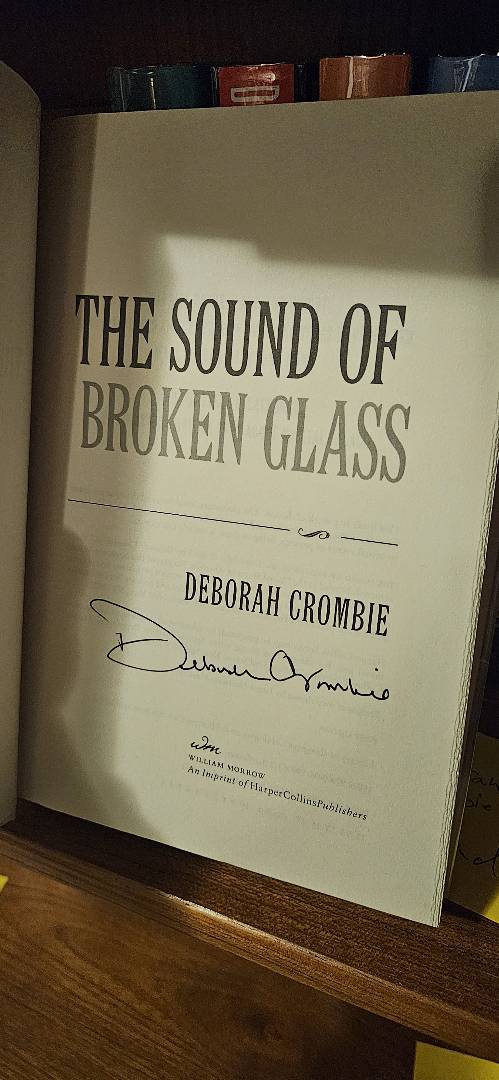 D
THE SOUND OF
BROKEN GLASS
DEBORAH CROMBIE
Deborah Crombie
wm
WILLIAM MORROW
An Imprint of HarperCollinsPublishers